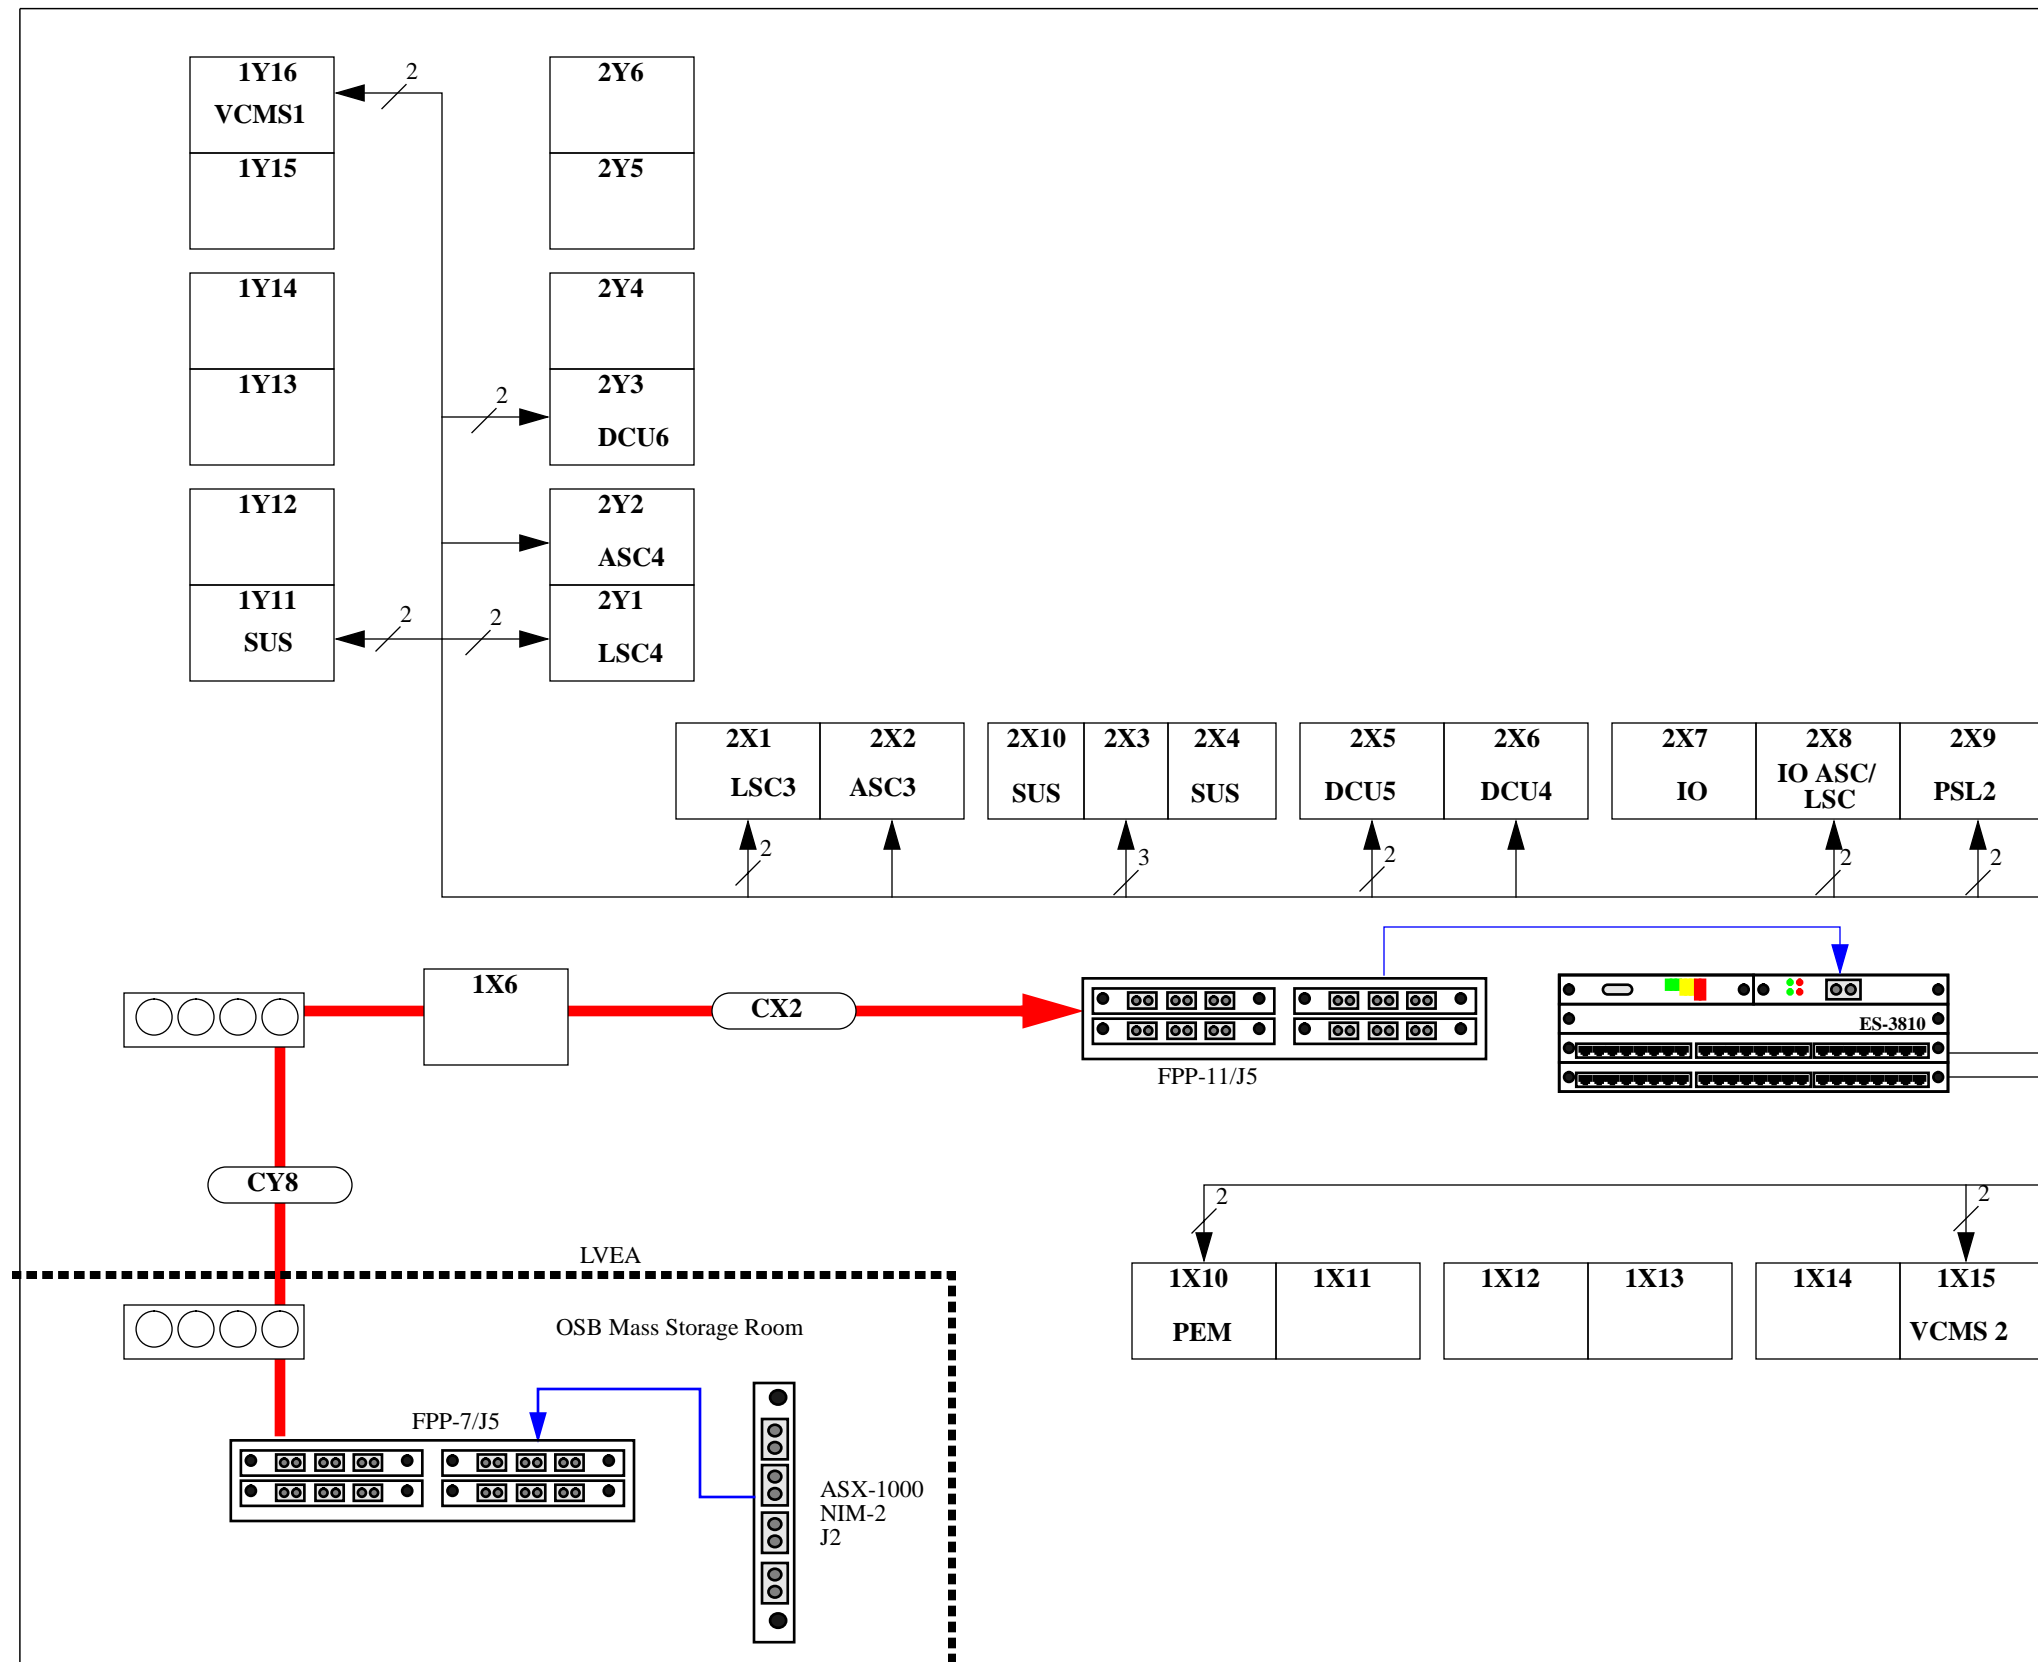 1Y16
VCMS1
2
2Y6
1Y15
2Y5
1Y14
2Y4
1Y13
2
2Y3
DCU6
1Y12
2Y2
ASC4
1Y11
SUS
2
2
2Y1
LSC4
2X1
LSC3
2X2
ASC3
2X10
SUS
2X3
2X4
SUS
2X5
DCU5
2X6
DCU4
2X7
IO
2X8
IO ASC/
LSC
2X9
PSL2
2
3
2
2
2
1X6
CX2
FPP-11/J5
ES-3810
CY8
2
2
LVEA
1X10
PEM
1X11
1X12
1X13
1X14
1X15
VCMS 2
OSB Mass Storage Room
FPP-7/J5
ASX-1000
NIM-2
J2